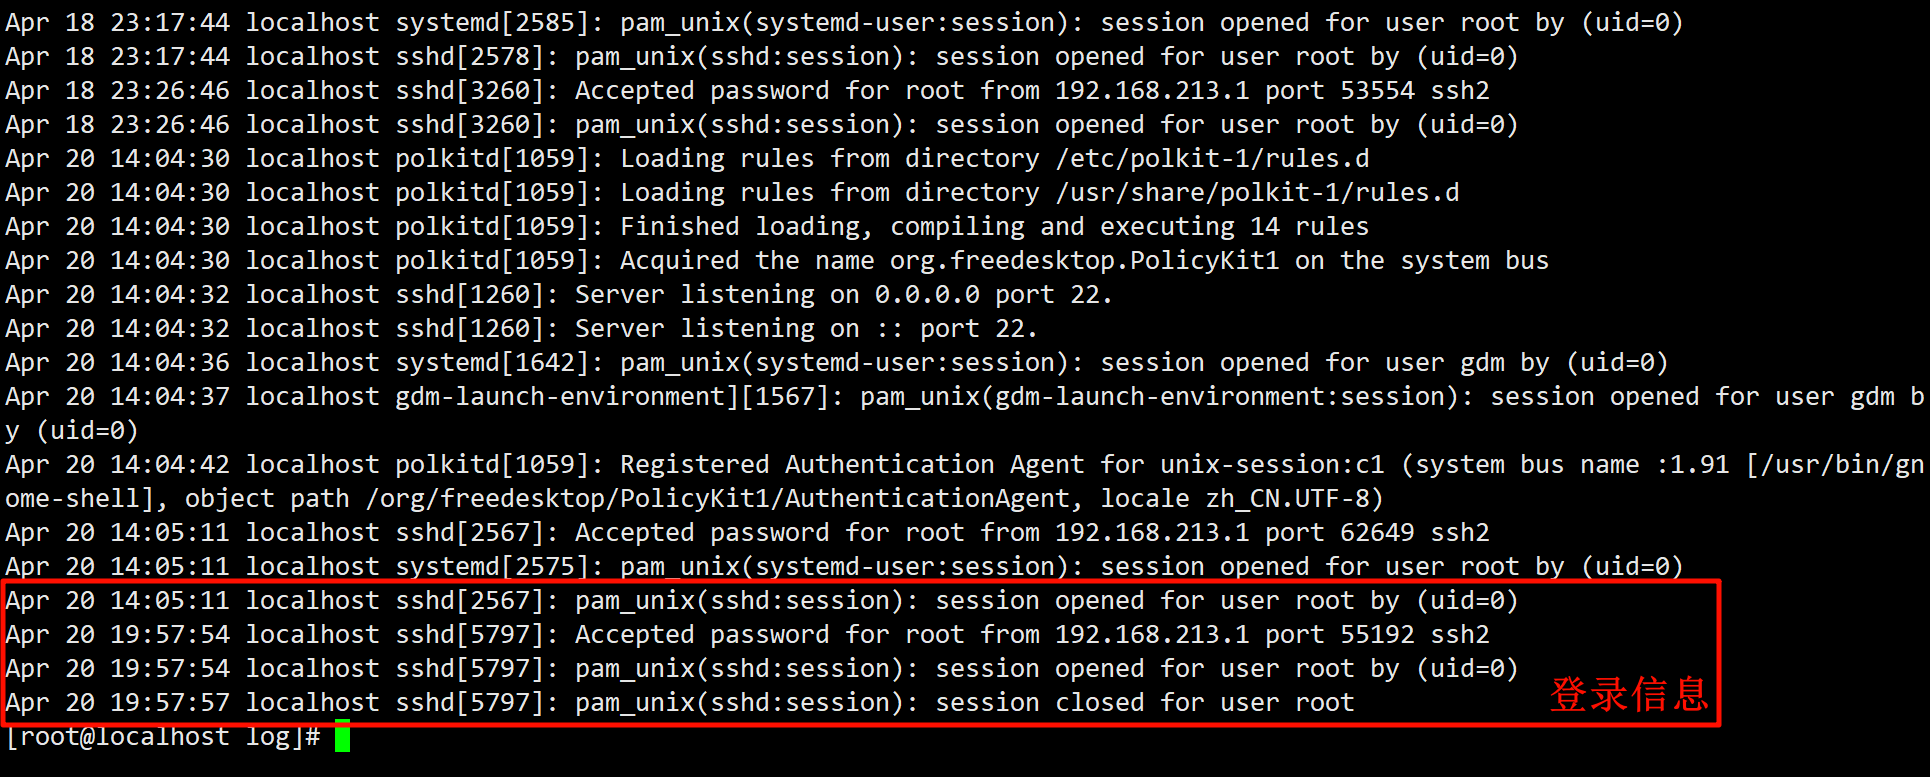 Apr 18 23:17:44 localhost systemd[2585]: pam_unix(systemd-user:session): session opened for user root by (uid=0)
Apr 18 23:17:44 localhost sshd[2578]: pam_unix(sshd:session): session opened for user root by (uid=0)
Apr 18 23:26:46 localhost sshd[3260]: Accepted password for root from 192.168.213.1 port 53554 ssh2
Apr 18 23:26:46 localhost sshd[3260]: pam_unix(sshd:session): session opened for user root by (uid=0)
Apr 20 14:04:30 localhost polkitd[1059]: Loading rules from directory /etc/polkit-1/rules.d
Apr 20 14:04:30 localhost polkitd[1059]: Loading rules from directory /usr/share/polkit-1/rules.d
Apr 20 14:04:30 localhost polkitd[1059]: Finished loading, compiling and executing 14 rules
Apr 20 14:04:30 localhost polkitd[1059]: Acquired the name org.freedesktop.PolicyKit1 on the system bus
Apr 20 14:04:32 localhost sshd[1260]: Server listening on 0.0.0.0 port 22.
Apr 20 14:04:32 localhost sshd[1260]: Server listening on :: port 22.
Apr 20 14:04:36 localhost systemd[1642]: pam_unix(systemd-user:session): session opened for user gdm by (uid=0)
Apr 20 14:04:37 localhost gdm-launch-environment][1567]: pam_unix(gdm-launch-environment:session): session opened for user gdm b
y (uid=0)
Apr 20 14:04:42 localhost polkitd[1059]: Registered Authentication Agent for unix-session:c1 (system bus name :1.91 [/usr/bin/gn
ome-shell], object path /org/freedesktop/PolicyKit1/AuthenticationAgent, locale zh_CN.UTF-8)
Apr 20 14:05:11 localhost sshd[2567]: Accepted password for root from 192.168.213.1 port 62649 ssh2
Apr 20 14:05:11 localhost systemd[2575]: pam_unix(systemd-user:session): session opened for user root by (uid=0)
Apr 20 14:05:11 localhost sshd[2567]: pam_unix(sshd:session): session opened for user root by (uid=0)
Apr 20 19:57:54 localhost sshd[5797]: Accepted password for root from 192.168.213.1 port 55192 ssh2
Apr 20 19:57:54 localhost sshd[5797]: pam_unix(sshd:session): session opened for user root by (uid=0)
Apr 20 19:57:57 localhost sshd[5797]: pam_unix(sshd:session): session closed for user root
登录信息
[root@localhost log]#